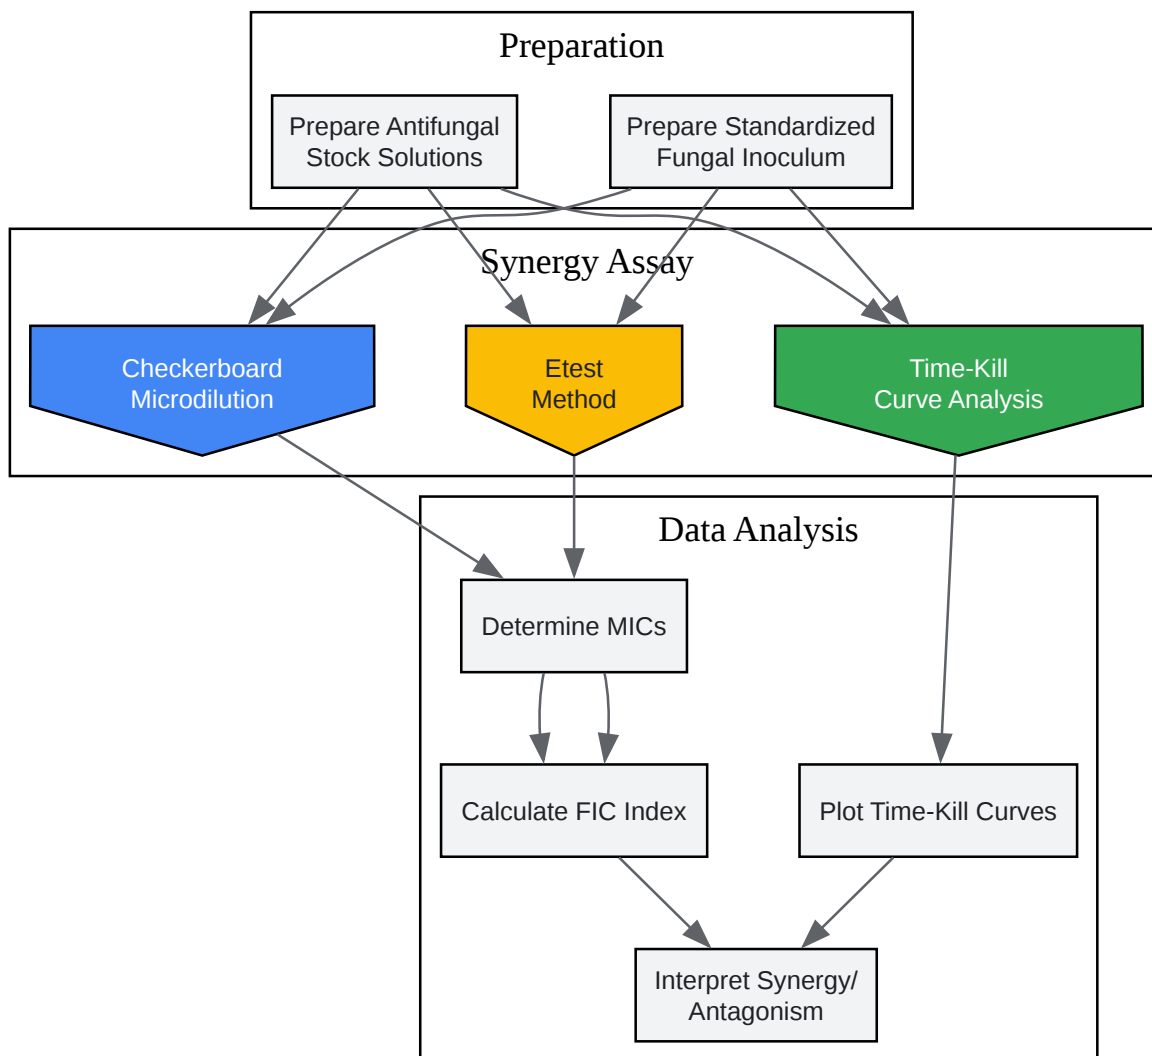 Preparation
Prepare Antifungal
Stock Solutions
Prepare Standardized
Fungal Inoculum
Synergy Assay
Checkerboard
Microdilution
Etest
Method
Time-Kill
Curve Analysis
Data Analysis
Determine MICs
Calculate FIC Index
Plot Time-Kill Curves
Interpret Synergy/
Antagonism